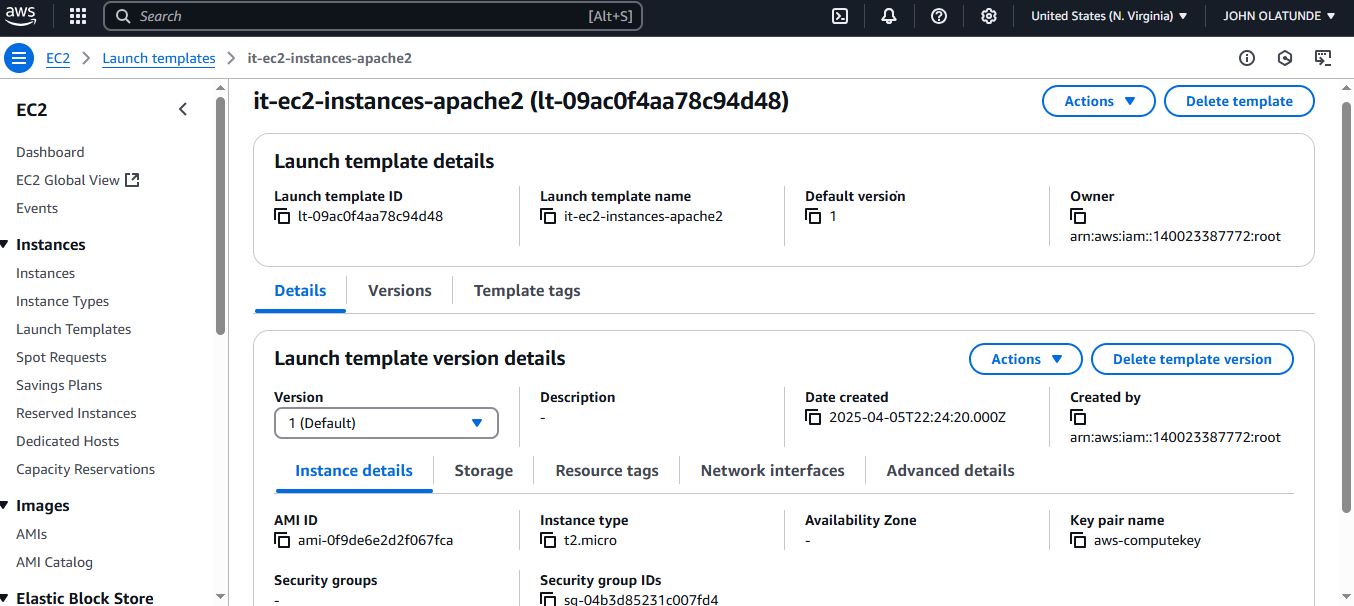 aws
Search [Alt+S]
United States (N. Virginia)
JOHN OLATUNDE
EC2
Launch templates
it-ec2-instances-apache2
EC2
Dashboard
EC2 Global View
Events
Instances
Instances
Instance Types
Launch Templates
Spot Requests
Savings Plans
Reserved Instances
Dedicated Hosts
Capacity Reservations
Images
AMIs
AMI Catalog
Elastic Block Store
it-ec2-instances-apache2 (lt-09ac0f4aa78c94d48)
Actions
Delete template
Launch template details
Launch template ID
lt-09ac0f4aa78c94d48
Launch template name
it-ec2-instances-apache2
Default version
1
Owner
arn:aws:iam::140023387772:root
Details
Versions
Template tags
Launch template version details
Actions
Delete template version
Version
1 (Default)
Description
-
Date created
2025-04-05T22:24:20.000Z
Created by
arn:aws:iam::140023387772:root
Instance details
Storage
Resource tags
Network interfaces
Advanced details
AMI ID
ami-0f9de6e2d2f067fca
Instance type
t2.micro
Availability Zone
-
Key pair name
aws-computekey
Security groups
-
Security group IDs
sg-04b3d85231c007fd4